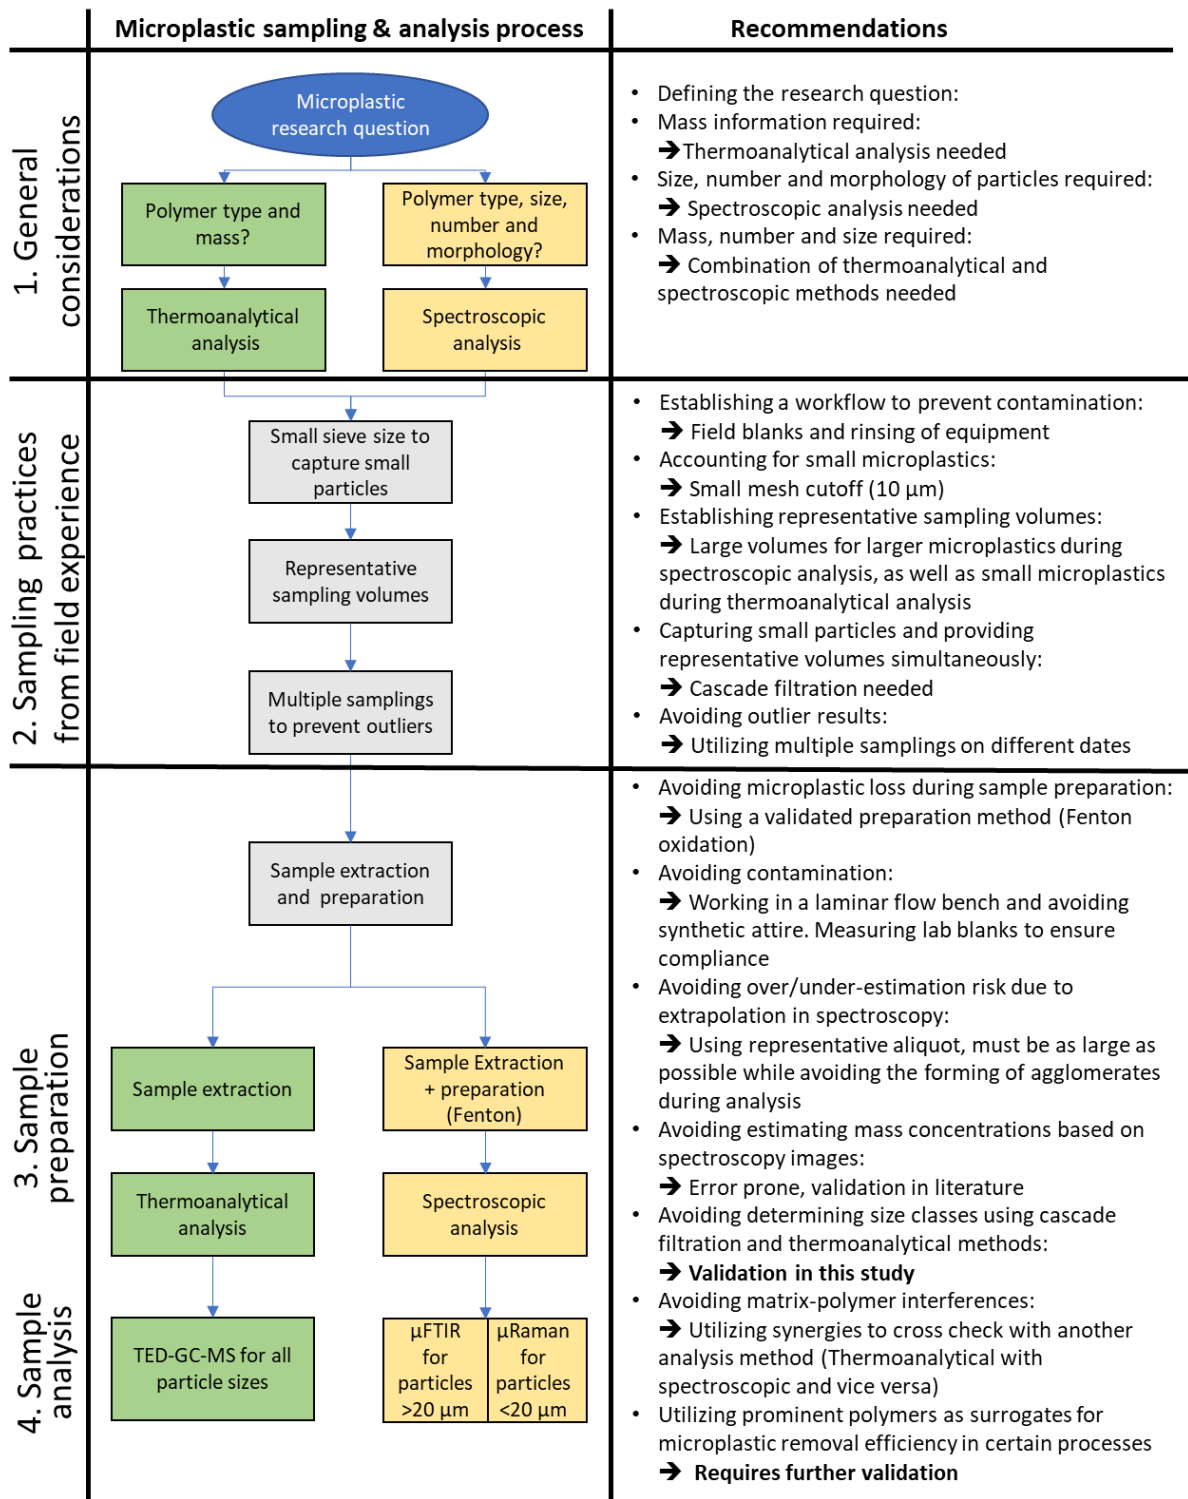 Microplastic sampling & analysis process
Recommendations
1. General
considerations
Microplastic
research question
Polymer type and
mass?
Polymer type, size,
number and
morphology?
Thermoanalytical
analysis
Spectroscopic
analysis
• Defining the research question:
• Mass information required:
➔Thermoanalytical analysis needed
• Size, number and morphology of particles required:
➔ Spectroscopic analysis needed
• Mass, number and size required:
➔ Combination of thermoanalytical and
spectroscopic methods needed
2. Sampling practices
from field experience
Small sieve size to
capture small
particles
Representative
sampling volumes
Multiple samplings
to prevent outliers
• Establishing a workflow to prevent contamination:
➔ Field blanks and rinsing of equipment
• Accounting for small microplastics:
➔ Small mesh cutoff (10 µm)
• Establishing representative sampling volumes:
➔ Large volumes for larger microplastics during
spectroscopic analysis, as well as small microplastics
during thermoanalytical analysis
• Capturing small particles and providing
representative volumes simultaneously:
➔ Cascade filtration needed
• Avoiding outlier results:
➔ Utilizing multiple samplings on different dates
3. Sample
preparation
Sample extraction
and preparation
Sample extraction
Sample Extraction
+ preparation
(Fenton)
Thermoanalytical
analysis
Spectroscopic
analysis
4. Sample
analysis
TED-GC-MS for all
particle sizes
µFTIR
for
particles
>20 µm
µRaman
for
particles
<20 µm
• Avoiding microplastic loss during sample preparation:
➔ Using a validated preparation method (Fenton
oxidation)
• Avoiding contamination:
➔ Working in a laminar flow bench and avoiding
synthetic attire. Measuring lab blanks to ensure
compliance
• Avoiding over/under-estimation risk due to
extrapolation in spectroscopy:
➔ Using representative aliquot, must be as large as
possible while avoiding the forming of agglomerates
during analysis
• Avoiding estimating mass concentrations based on
spectroscopy images:
➔ Error prone, validation in literature
• Avoiding determining size classes using cascade
filtration and thermoanalytical methods:
➔ Validation in this study
• Avoiding matrix-polymer interferences:
➔ Utilizing synergies to cross check with another
analysis method (Thermoanalytical with
spectroscopic and vice versa)
• Utilizing prominent polymers as surrogates for
microplastic removal efficiency in certain processes
➔ Requires further validation